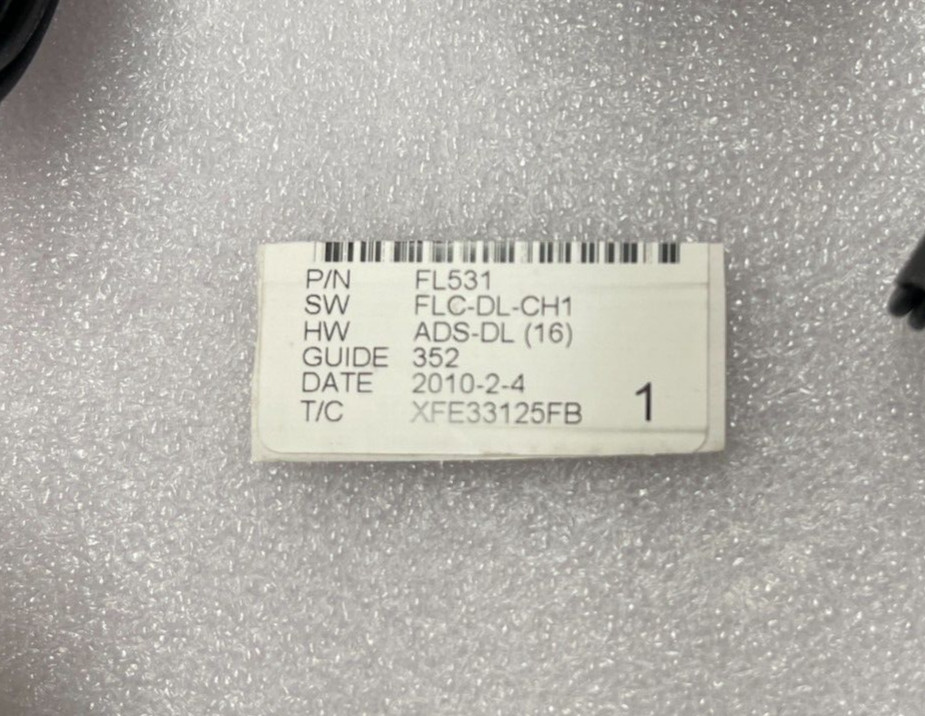 P/N FL531
SW FLC-DL-CH1
HW ADS-DL (16)
GUIDE 352
DATE 2010-2-4
T/C XFE33125FB 1